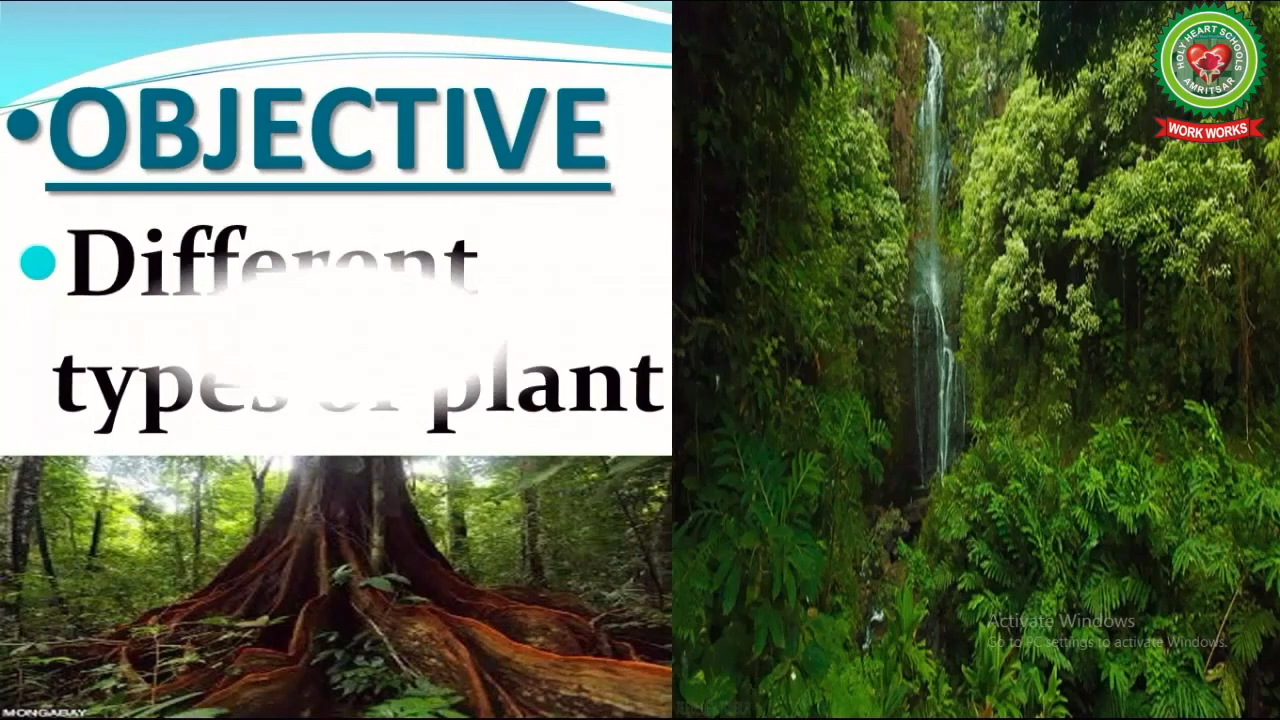 •OBJECTIVE
•Different
types of plant
MONGABAY
HOLY HEART SCHOOLS
AMRITSAR
WORK WORKS
Activate Windows
Go to PC settings to activate Windows.